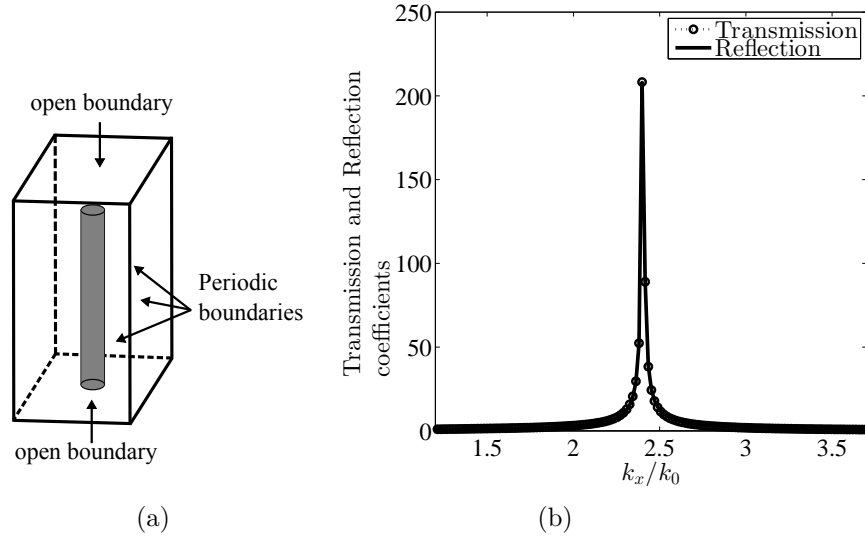 open boundary
Periodic
boundaries
open boundary
(a)
Transmission and Reflection
coefficients
250
200
150
100
50
0
1.5
2
2.5
3
3.5
k_x/k_0
Transmission
Reflection
(b)